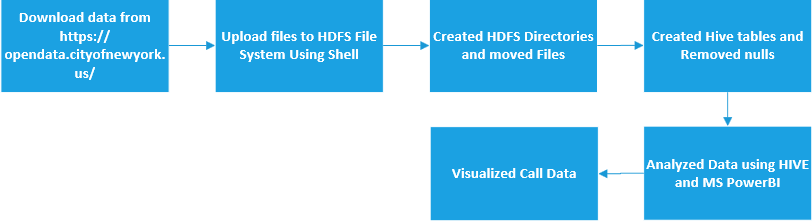 Download data from
https://
opendata.cityofnewyork.
us/
Upload files to HDFS File
System Using Shell
Created HDFS Directories
and moved Files
Created Hive tables and
Removed nulls
Analyzed Data using HIVE
and MS PowerBI
Visualized Call Data